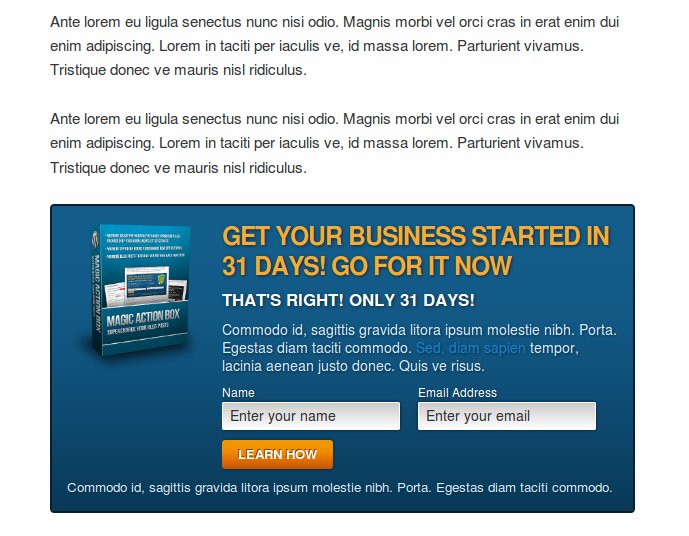 Ante lorem eu ligula senectus nunc nisi odio. Magnis morbi vel orci cras in erat enim dui
enim adipiscing. Lorem in taciti per iaculis ve, id massa lorem. Parturient vivamus.
Tristique donec ve mauris nisl ridiculus.
Ante lorem eu ligula senectus nunc nisi odio. Magnis morbi vel orci cras in erat enim dui
enim adipiscing. Lorem in taciti per iaculis ve, id massa lorem. Parturient vivamus.
Tristique donec ve mauris nisl ridiculus.
MAGIC ACTION BOX
MAGIC ACTION BOX
SUPERCHARGE YOUR BLOG POSTS
GET YOUR BUSINESS STARTED IN
31 DAYS! GO FOR IT NOW
THAT'S RIGHT! ONLY 31 DAYS!
Commodo id, sagittis gravida litora ipsum molestie nibh. Porta.
Egestas diam taciti commodo. Sed, diam sapien tempor,
lacinia aenean justo donec. Quis ve risus.
Name
Email Address
Enter your name
Enter your email
LEARN HOW
Commodo id, sagittis gravida litora ipsum molestie nibh. Porta. Egestas diam taciti commodo.